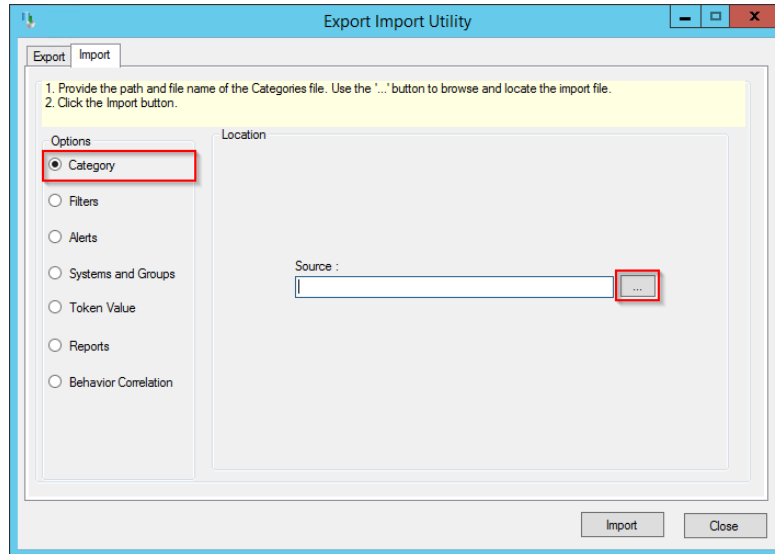 Export Import Utility
Export
Import
1. Provide the path and file name of the Categories file. Use the '...' button to browse and locate the import file.
2. Click the Import button.
Options
Location
Category
Filters
Alerts
Systems and Groups
Source :
...
Token Value
Reports
Behavior Correlation
Import
Close